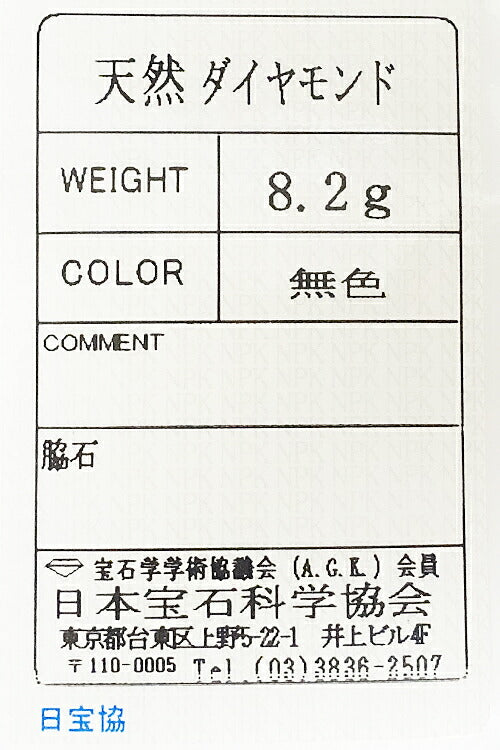 天然ダイヤモンド
WEIGHT 8.2g
COLOR 無色
COMMENT
脇石
宝石学学術協議会 (A.G.K.) 会員
日本宝石科学協会
東京都台東区上野5-22-1 井上ビル4F
〒110-0005 Tel.(03)3836-2507
日宝協